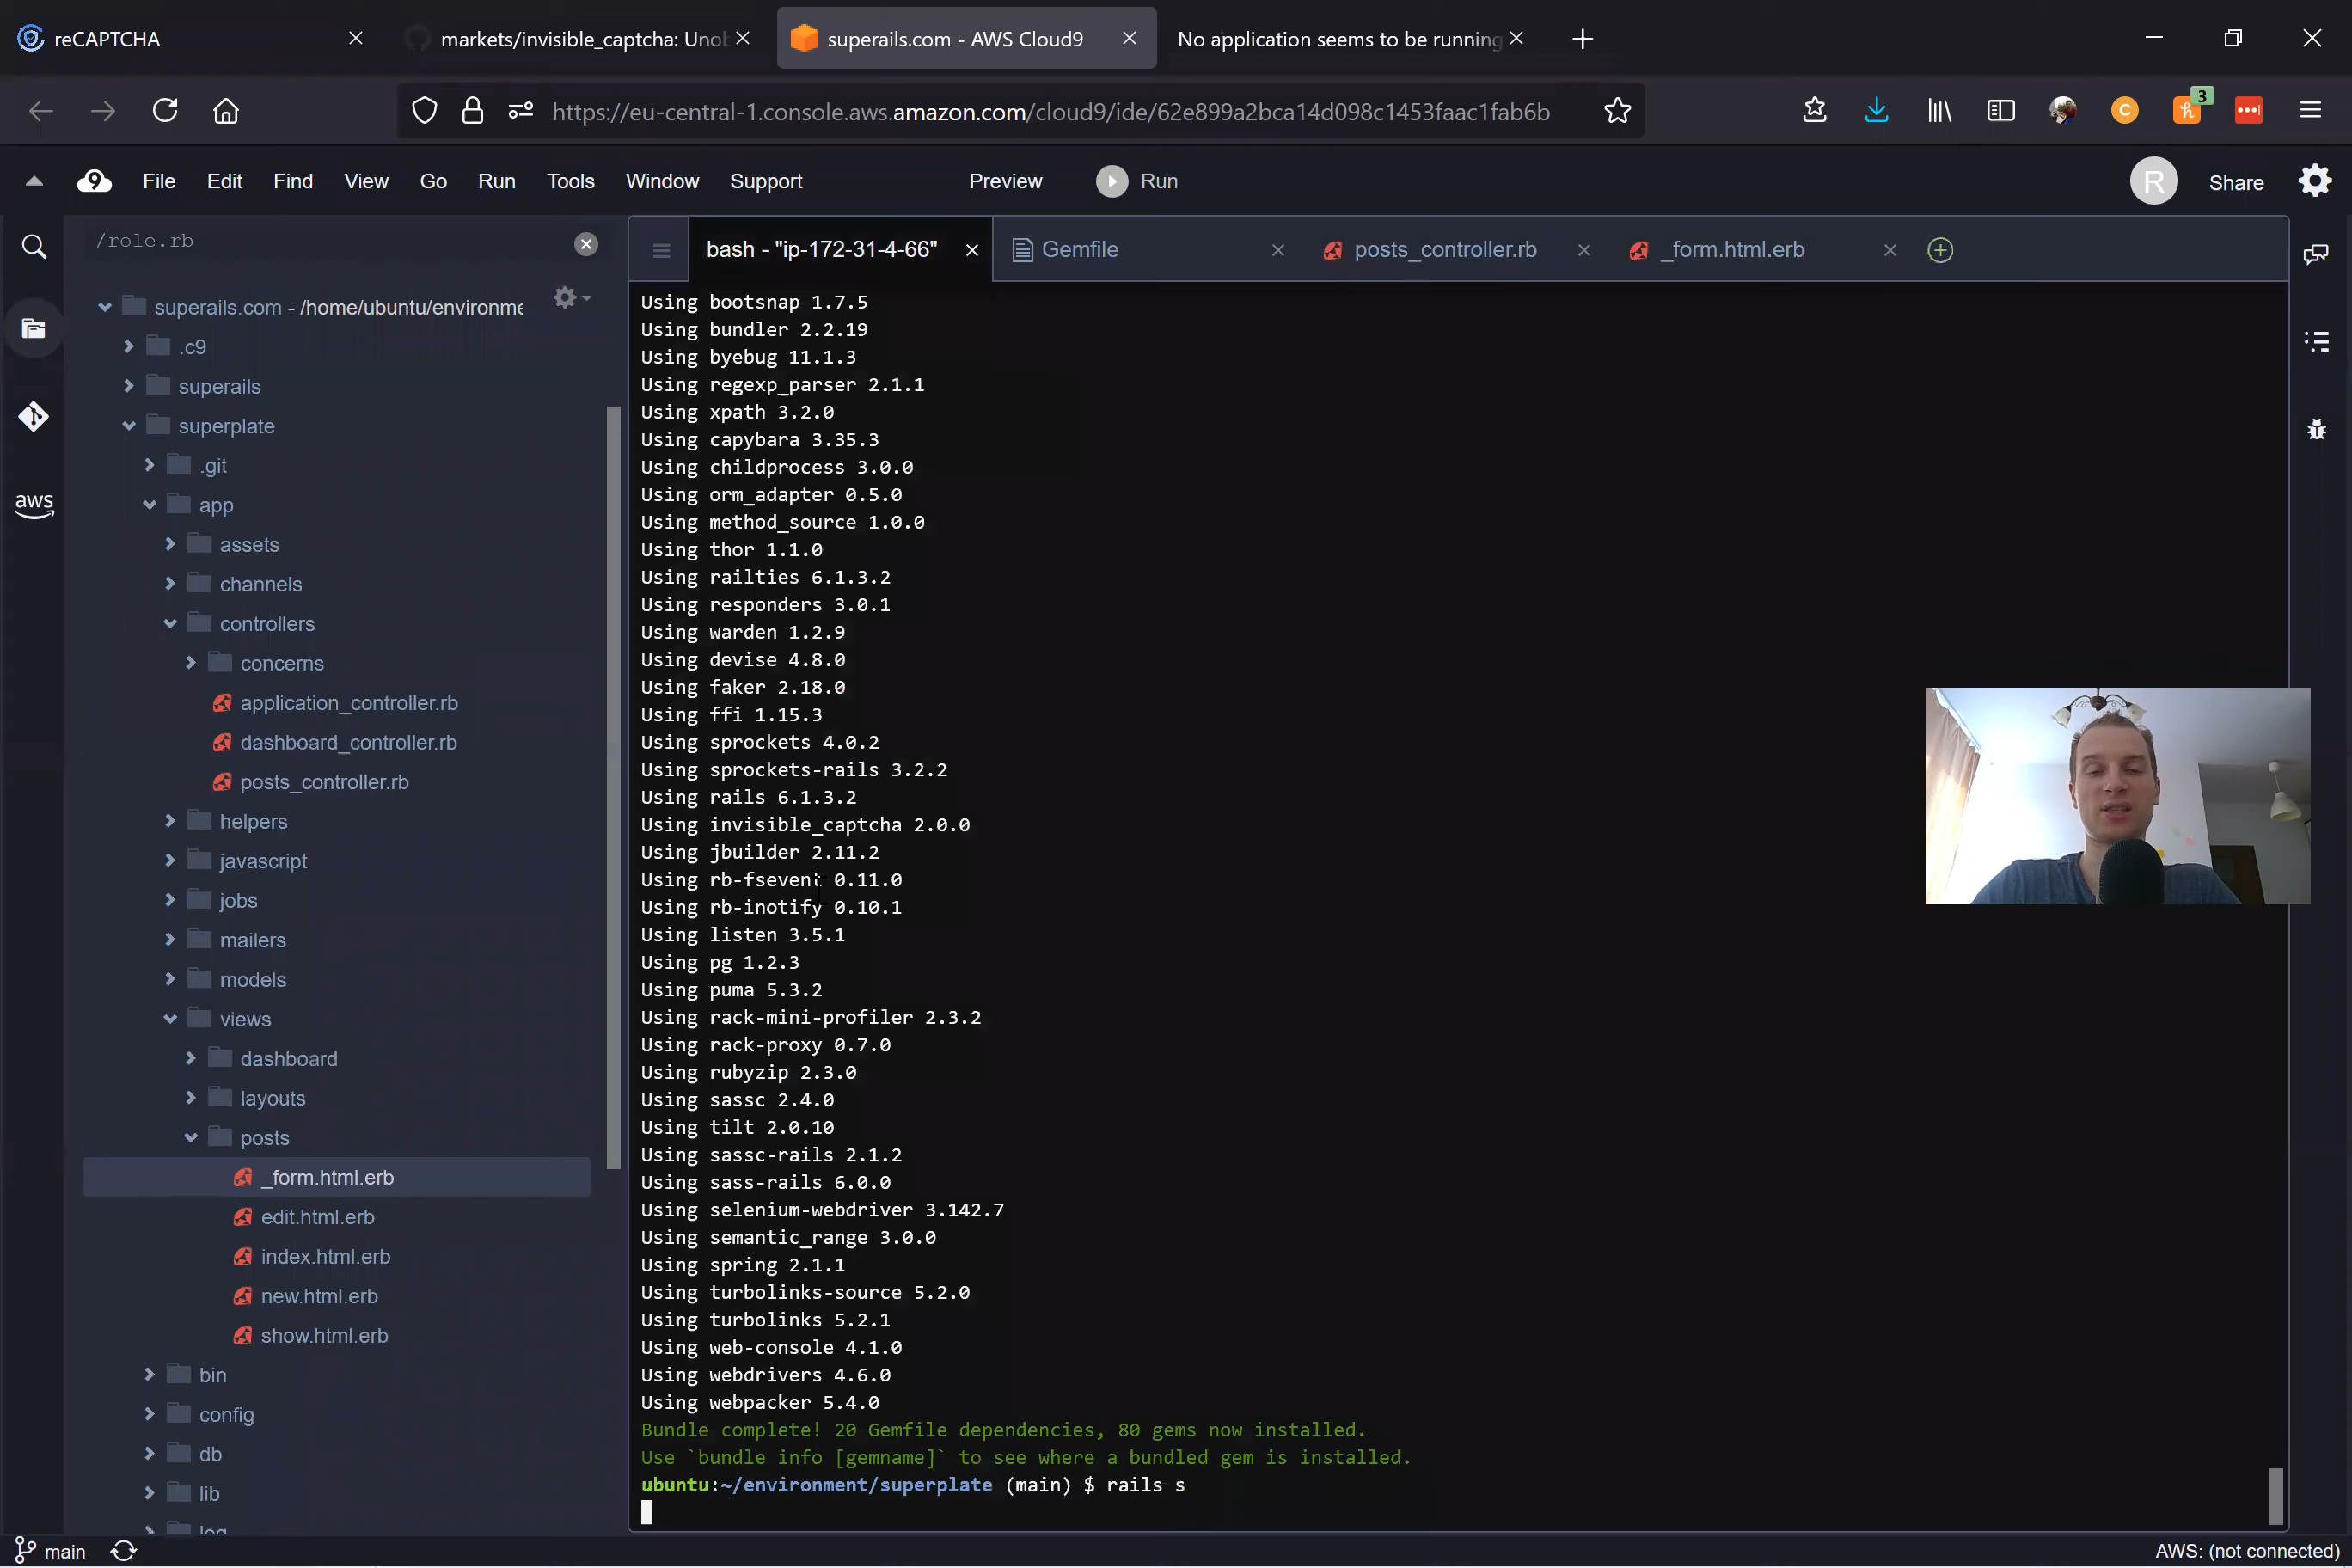 reCAPTCHA
markets/invisible_captcha: Unob
superails.com - AWS Cloud9
No application seems to be running
https://eu-central-1.console.aws.amazon.com/cloud9/ide/62e899a2bca14d098c1453faac1fab6b
C
3
9
File Edit Find View Go Run Tools Window Support
Preview
Run
R
Share
/role.rb
bash - "ip-172-31-4-66"
Gemfile
posts_controller.rb
_form.html.erb
aws
superails.com - /home/ubuntu/environme
.c9
superails
superplate
.git
app
assets
channels
controllers
concerns
application_controller.rb
dashboard_controller.rb
posts_controller.rb
helpers
javascript
jobs
mailers
models
views
dashboard
layouts
posts
_form.html.erb
edit.html.erb
index.html.erb
new.html.erb
show.html.erb
bin
config
db
lib
log
Using bootsnap 1.7.5
Using bundler 2.2.19
Using byebug 11.1.3
Using regexp_parser 2.1.1
Using xpath 3.2.0
Using capybara 3.35.3
Using childprocess 3.0.0
Using orm_adapter 0.5.0
Using method_source 1.0.0
Using thor 1.1.0
Using railties 6.1.3.2
Using responders 3.0.1
Using warden 1.2.9
Using devise 4.8.0
Using faker 2.18.0
Using ffi 1.15.3
Using sprockets 4.0.2
Using sprockets-rails 3.2.2
Using rails 6.1.3.2
Using invisible_captcha 2.0.0
Using jbuilder 2.11.2
Using rb-fsevent 0.11.0
Using rb-inotify 0.10.1
Using listen 3.5.1
Using pg 1.2.3
Using puma 5.3.2
Using rack-mini-profiler 2.3.2
Using rack-proxy 0.7.0
Using rubyzip 2.3.0
Using sassc 2.4.0
Using tilt 2.0.10
Using sassc-rails 2.1.2
Using sass-rails 6.0.0
Using selenium-webdriver 3.142.7
Using semantic_range 3.0.0
Using spring 2.1.1
Using turbolinks-source 5.2.0
Using turbolinks 5.2.1
Using web-console 4.1.0
Using webdrivers 4.6.0
Using webpacker 5.4.0
Bundle complete! 20 Gemfile dependencies, 80 gems now installed.
Use `bundle info [gemname]` to see where a bundled gem is installed.
ubuntu:~/environment/superplate (main) $ rails s
main
AWS: (not connected)